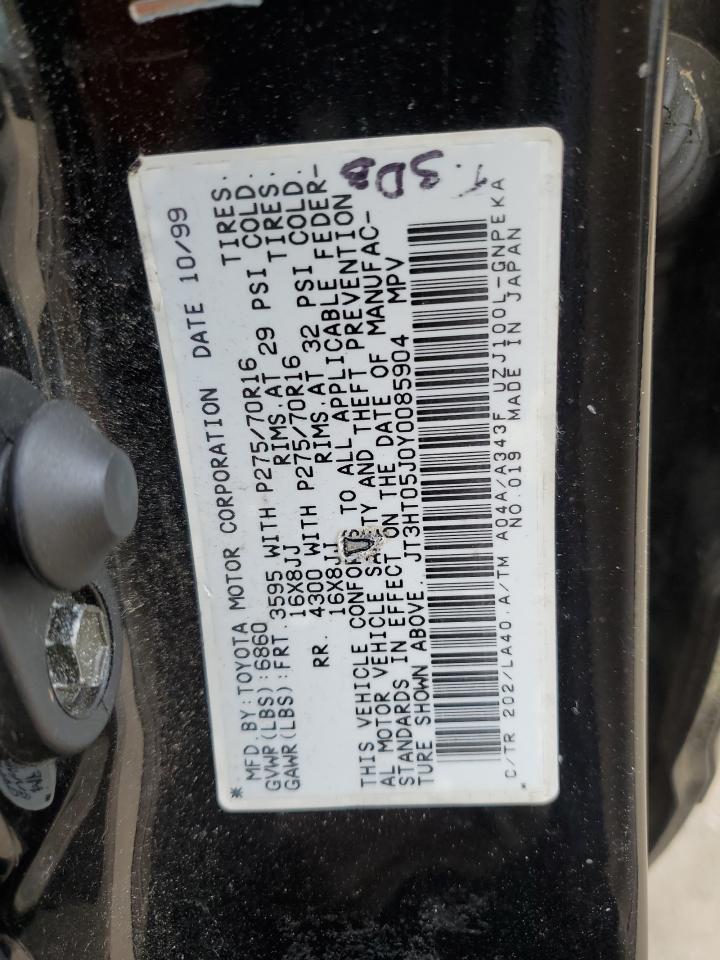 * MFD BY: TOYOTA MOTOR CORPORATION DATE 10/99
GVWR(LBS):6860
GAWR(LBS):FRT. 3595 WITH P275/70R16 TIRES.
16X8JJ RIMS.AT 29 PSI COLD.
RR. 4300 WITH P275/70R16 TIRES.
16X8JJ RIMS.AT 32 PSI COLD.
THIS VEHICLE CONFORMS TO ALL APPLICABLE FEDER-
AL MOTOR VEHICLE SAFETY AND THEFT PREVENTION
STANDARDS IN EFFECT ON THE DATE OF MANUFAC-
TURE SHOWN ABOVE. JT3HT05J0Y0085904 MPV
C/TR 202/LA40 A/TM A04A/A343F UZJ100L-GNPEKA
NO.019 MADE IN JAPAN